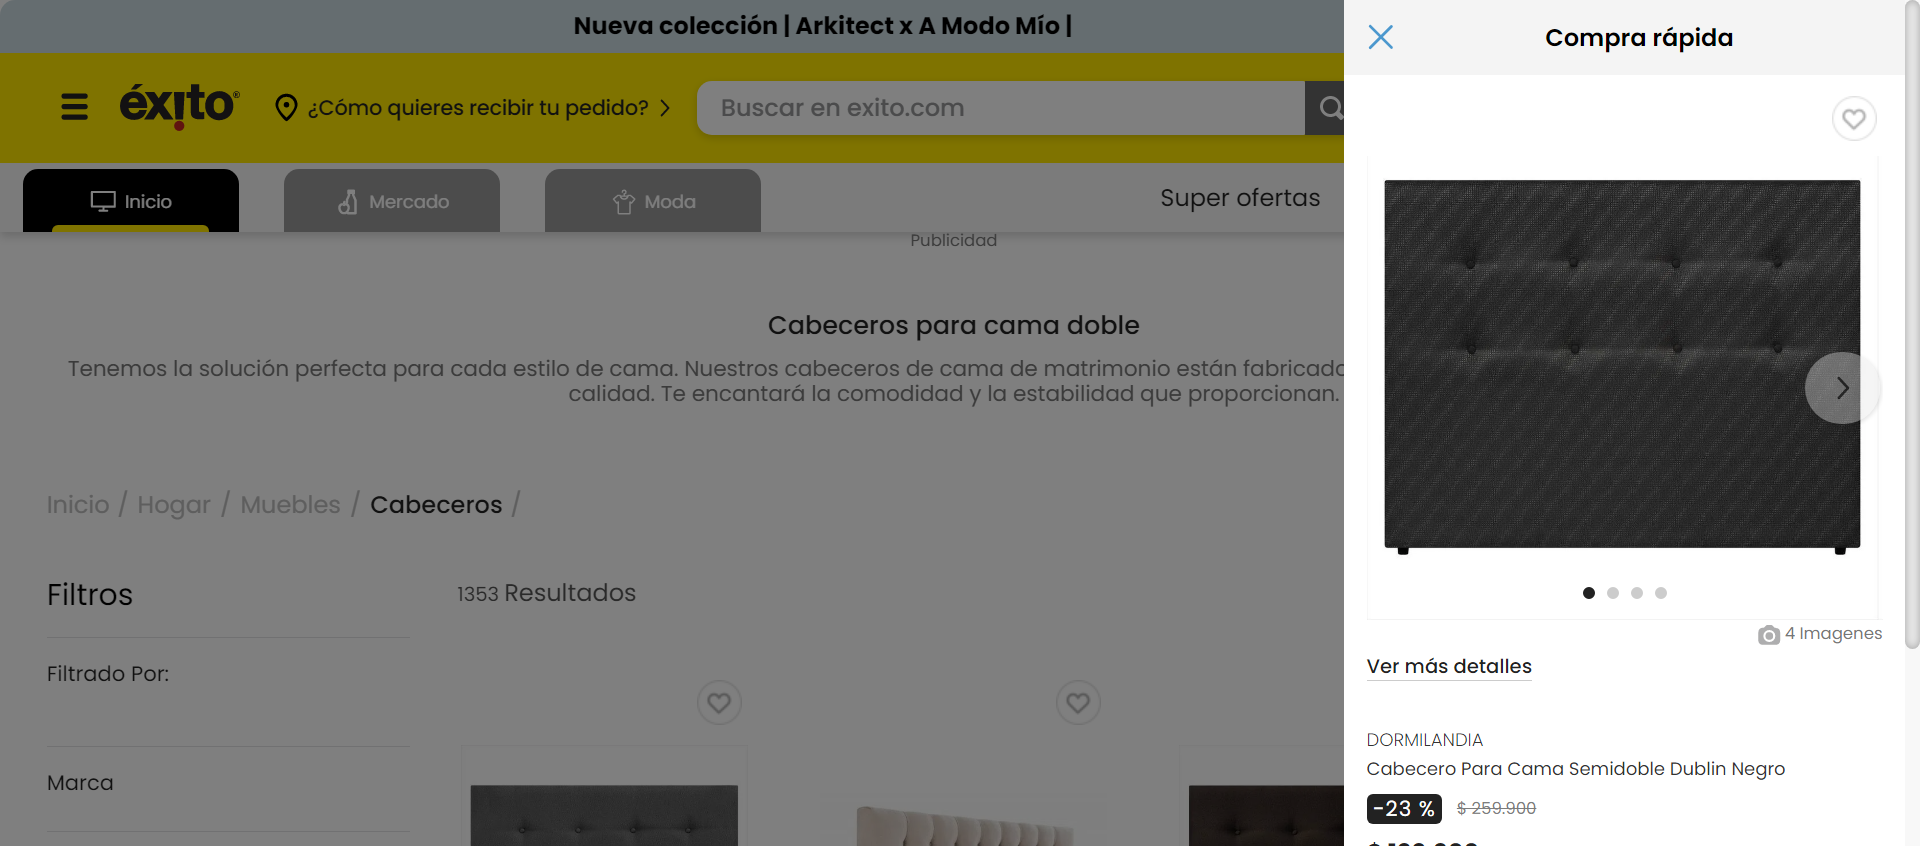 Nueva colección | Arkitect x A Modo Mío |
éxito®
¿Cómo quieres recibir tu pedido?
Buscar en exito.com
Inicio
Mercado
Moda
Super ofertas
Publicidad
Cabeceros para cama doble
Tenemos la solución perfecta para cada estilo de cama. Nuestros cabeceros de cama de matrimonio están
calidad. Te encantará la comodidad y la estabilidad que proporcionan.
Inicio / Hogar / Muebles / Cabeceros /
Filtros
1353 Resultados
Filtrado Por:
Marca
Compra rápida
4 Imagenes
Ver más detalles
DORMILANDIA
Cabecero Para Cama Semidoble Dublin Negro
-23 % $ 259.900